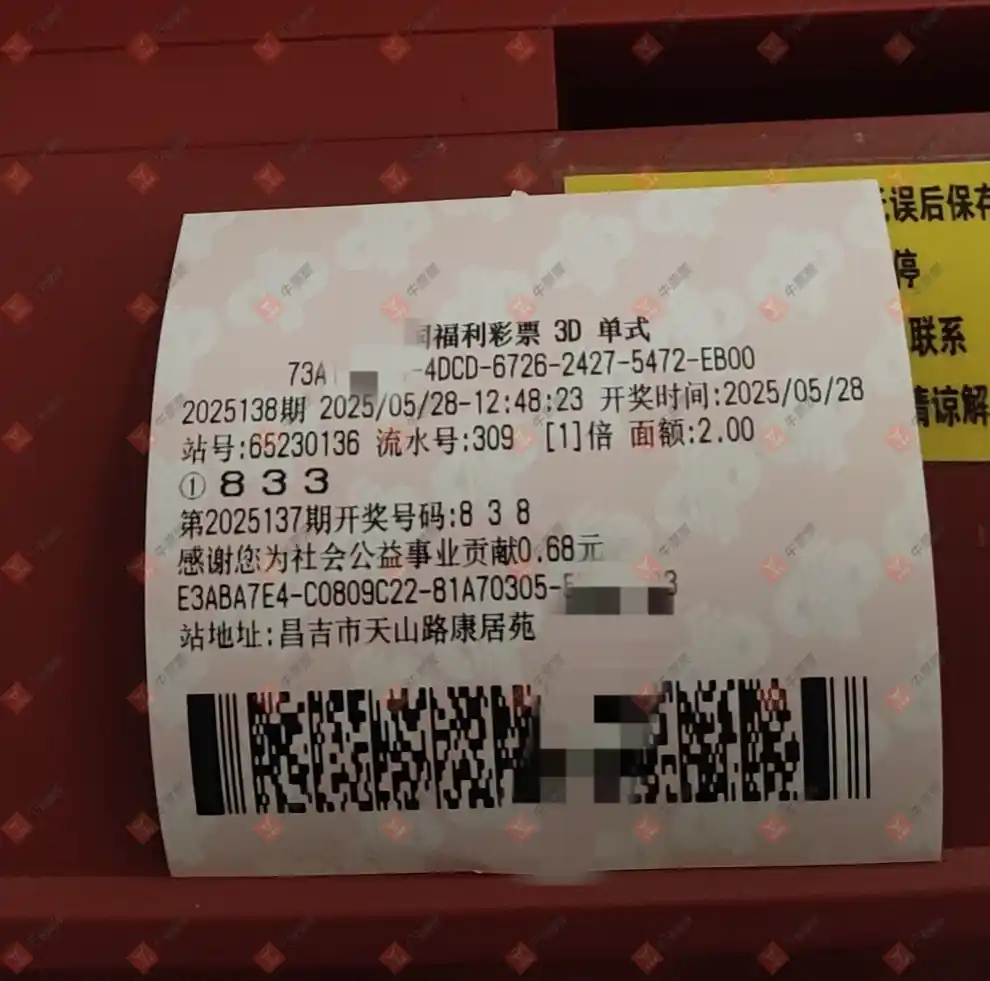 福利彩票 3D 单式
73A -4DCD-6726-2427-5472-EB00
2025138期 2025/05/28-12:48:23 开奖时间:2025/05/28
站号:65230136 流水号:309 [1]倍 面额:2.00
① 8 3 3
第2025137期开奖号码:8 3 8
感谢您为社会公益事业贡献0.68元
E3ABA7E4-C0809C22-81A70305-
站地址:昌吉市天山路康居苑
误后保存
停
联系
请谅解
牛票票